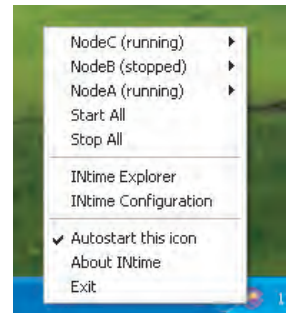 NodeC (running)
NodeB (stopped)
NodeA (running)
Start All
Stop All
INtime Explorer
INtime Configuration
Autostart this icon
About INtime
Exit
1